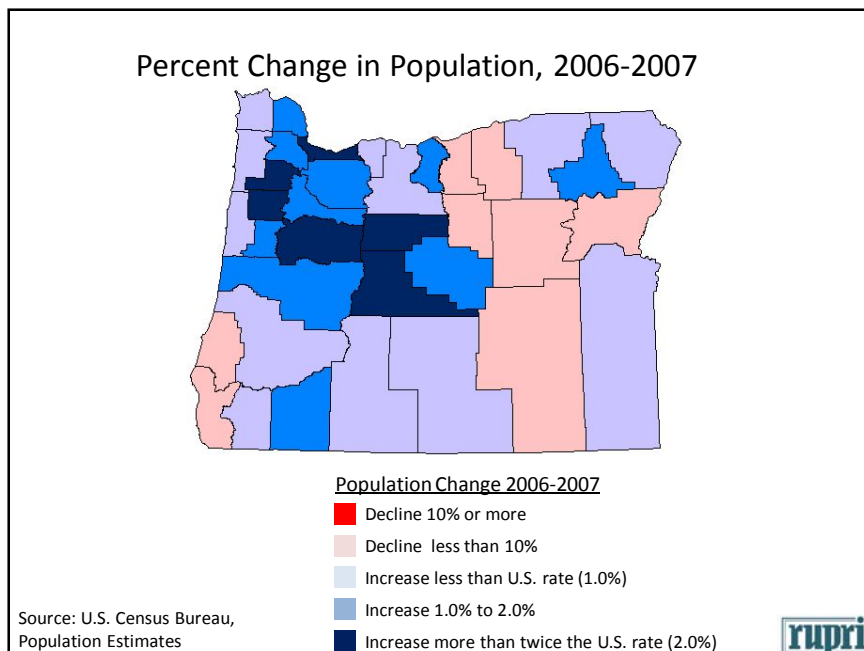 Percent Change in Population, 2006-2007
Population Change 2006-2007
Decline 10% or more
Decline less than 10%
Increase less than U.S. rate (1.0%)
Increase 1.0% to 2.0%
Increase more than twice the U.S. rate (2.0%)
Source: U.S. Census Bureau,
Population Estimates
rupri